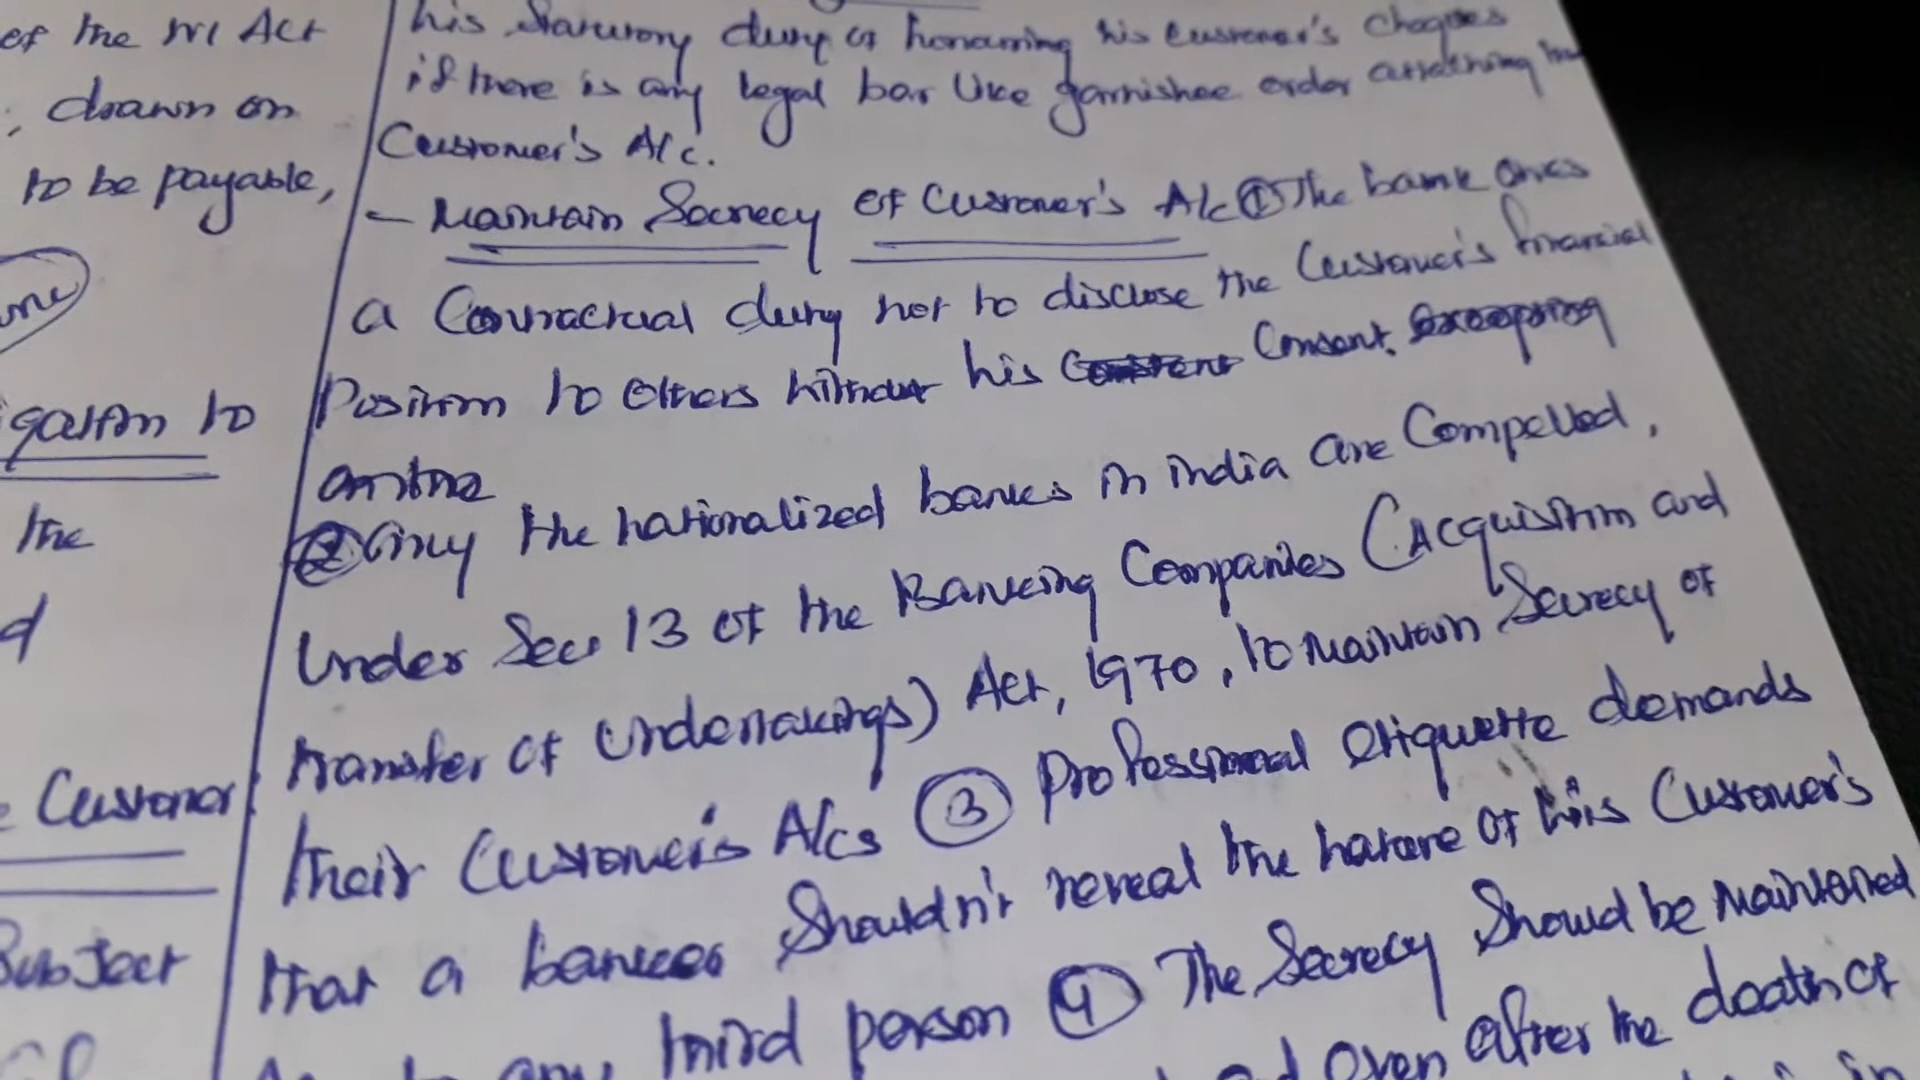 of the NI Act
drawn on
to be payable,
to
the
d
Customer
Subject
his statutory duty of honouring his customer's cheques
if there is any legal bar like garnishee order attaching the
Customer's A/c.
- Maintain Secrecy of Customer's A/c ① The bank owes
a Contractual duty not to disclose the Customer's financial
Position to others without his Consent.
② Only the nationalized banks in india are Compelled,
Under Sec 13 of the Banking Companies (Acquisition and
transfer of Undertakings) Act, 1970, to maintain Secrecy of
their Customer's A/cs ③ Professional etiquette demands
that a banker Shouldn't reveal the nature of his Customer's
to any third person ④ The Secrecy Should be Maintained
even after the death of
in